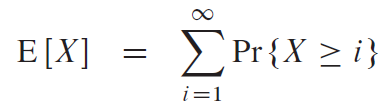 E[X] = ∑_{i=1}^{∞} Pr{X ≥ i}